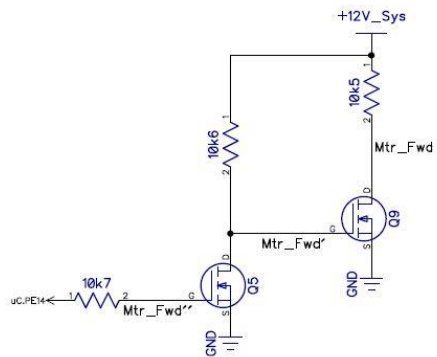 +12V_Sys
1
10k5
2
1
10k6
2
Mtr_Fwd
D
G
Q9
S
Mtr_Fwd'
GND
D
uC.PE14
1
10k7
2
G
Q5
S
Mtr_Fwd''
GND